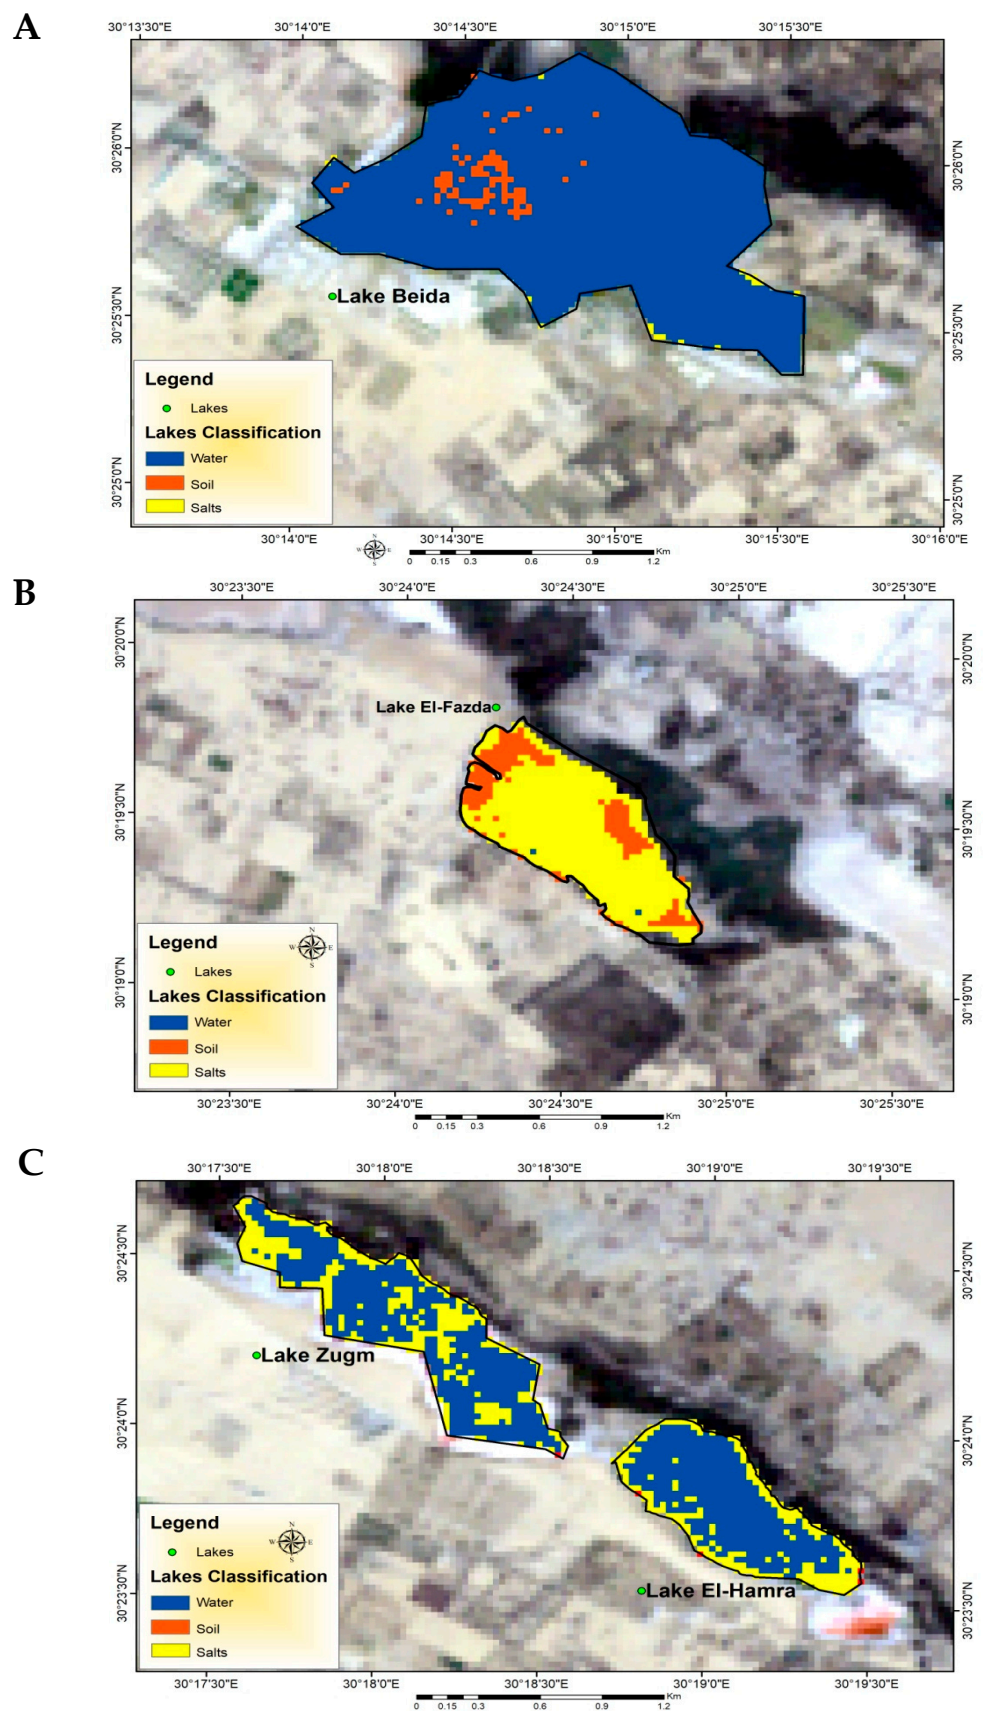 A
30°13'30"E 30°14'0"E 30°14'30"E 30°15'0"E 30°15'30"E
30°26'0"N
30°26'0"N
Lake Beida
30°25'30"N
30°25'30"N
Legend
Lakes
Lakes Classification
Water
Soil
Salts
30°25'0"N
30°25'0"N
30°14'0"E 30°14'30"E 30°15'0"E 30°15'30"E 30°16'0"E
N
W E
S
0 0.15 0.3 0.6 0.9 1.2
Km
B
30°23'30"E 30°24'0"E 30°24'30"E 30°25'0"E 30°25'30"E
30°20'0"N
30°20'0"N
Lake El-Fazda
30°19'30"N
30°19'30"N
Legend
N
W E
S
Lakes
Lakes Classification
Water
Soil
Salts
30°19'0"N
30°19'0"N
30°23'30"E 30°24'0"E 30°24'30"E 30°25'0"E 30°25'30"E
0 0.15 0.3 0.6 0.9 1.2
Km
C
30°17'30"E 30°18'0"E 30°18'30"E 30°19'0"E 30°19'30"E
30°24'30"N
30°24'30"N
Lake Zugm
30°24'0"N
30°24'0"N
Lake El-Hamra
30°23'30"N
30°23'30"N
Legend
N
W E
S
Lakes
Lakes Classification
Water
Soil
Salts
30°17'30"E 30°18'0"E 30°18'30"E 30°19'0"E 30°19'30"E
0 0.15 0.3 0.6 0.9 1.2
Km